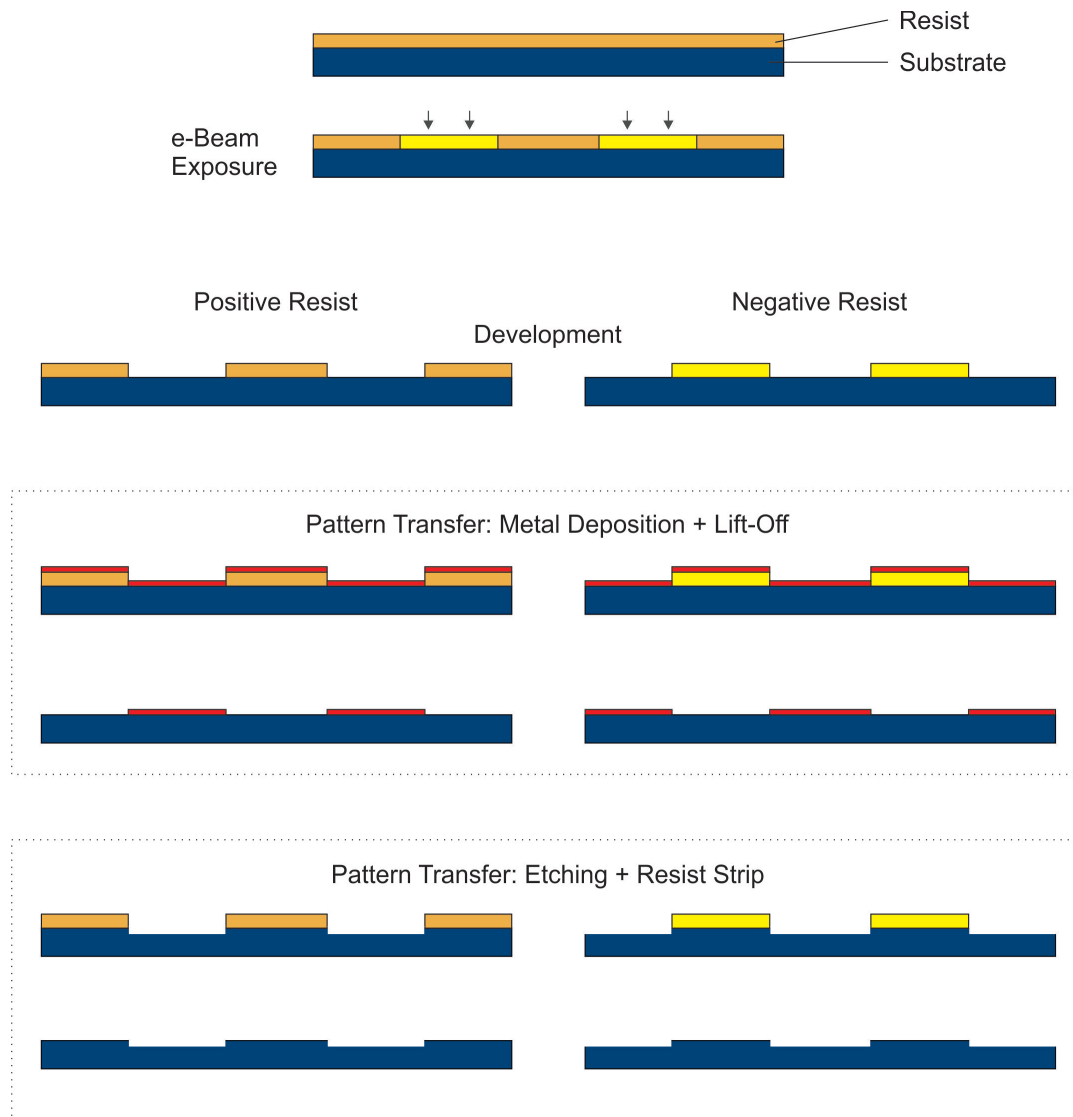 Resist
Substrate
e-Beam
Exposure
Positive Resist
Negative Resist
Development
Pattern Transfer: Metal Deposition + Lift-Off
Pattern Transfer: Etching + Resist Strip